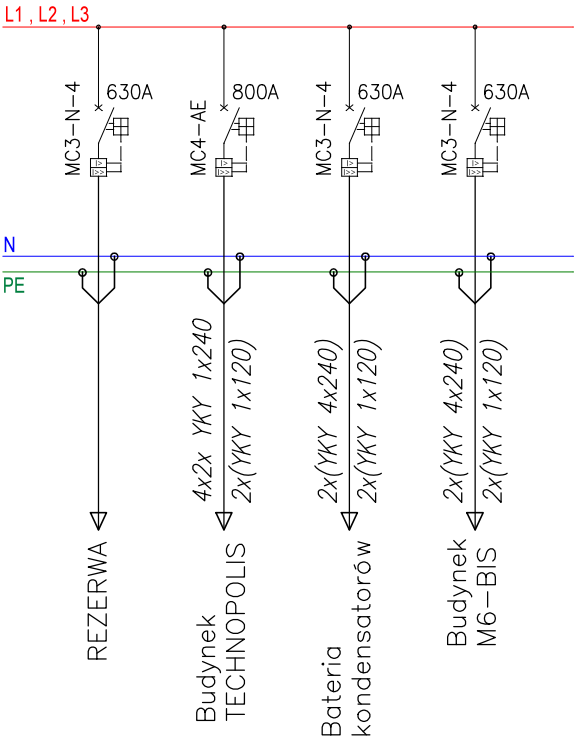 L1 , L2 , L3
MC3-N-4
630A
MC4-AE
800A
MC3-N-4
630A
MC3-N-4
630A
I>
I>>
I>
I>>
I>
I>>
I>
I>>
N
PE
4x2x YKY 1x240
2x(YKY 1x120)
2x(YKY 4x240)
2x(YKY 1x120)
2x(YKY 4x240)
2x(YKY 1x120)
REZERWA
Budynek
TECHNOPOLIS
Bateria
kondensatorów
Budynek
M6-BIS